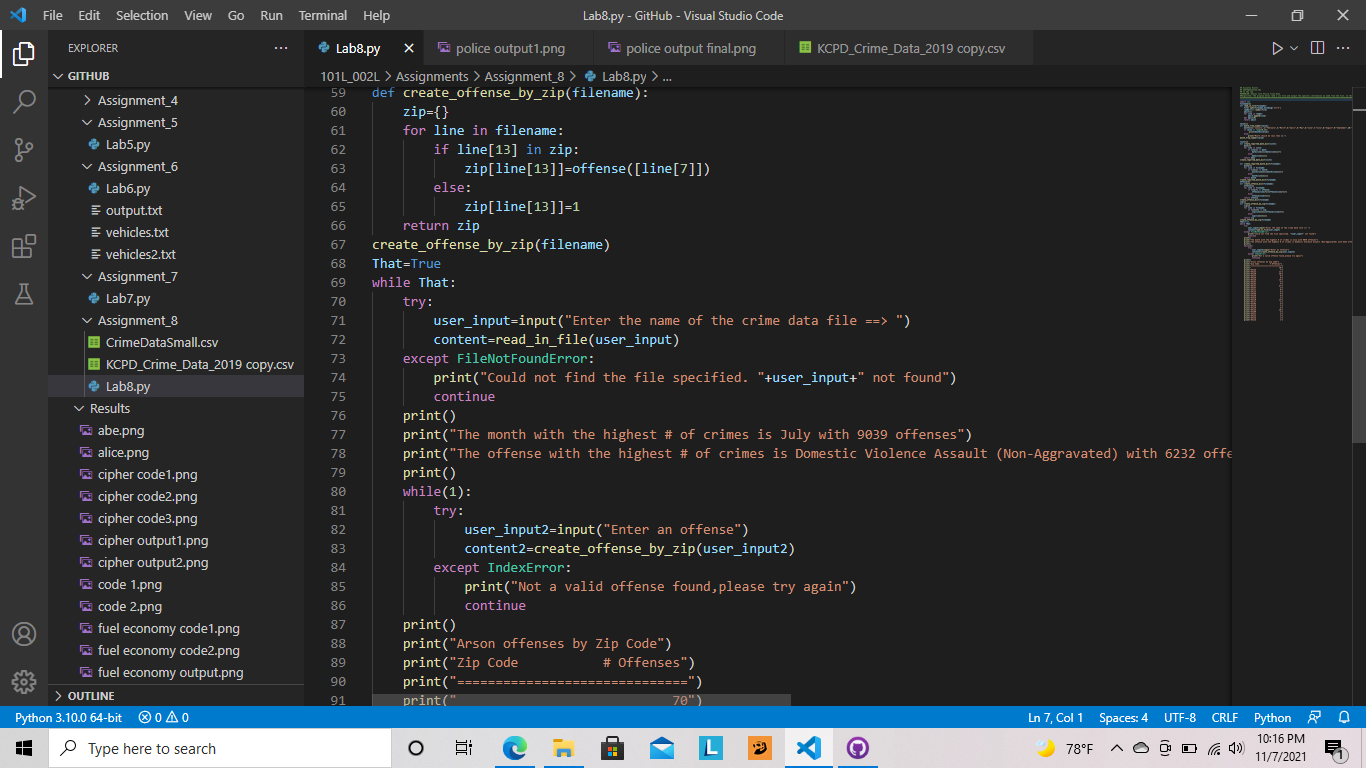 File Edit Selection View Go Run Terminal Help Lab8.py - GitHub - Visual Studio Code
EXPLORER
GITHUB
Assignment_4
Assignment_5
Lab5.py
Assignment_6
Lab6.py
output.txt
vehicles.txt
vehicles2.txt
Assignment_7
Lab7.py
Assignment_8
CrimeDataSmall.csv
KCPD_Crime_Data_2019 copy.csv
Lab8.py
Results
abe.png
alice.png
cipher code1.png
cipher code2.png
cipher code3.png
cipher output1.png
cipher output2.png
code 1.png
code 2.png
fuel economy code1.png
fuel economy code2.png
fuel economy output.png
OUTLINE
Lab8.py police output1.png police output final.png KCPD_Crime_Data_2019 copy.csv
101L_002L > Assignments > Assignment_8 > Lab8.py > ...
59 def create_offense_by_zip(filename):
60 zip={}
61 for line in filename:
62 if line[13] in zip:
63 zip[line[13]]=offense([line[7]])
64 else:
65 zip[line[13]]=1
66 return zip
67 create_offense_by_zip(filename)
68 That=True
69 while That:
70 try:
71 user_input=input("Enter the name of the crime data file ==> ")
72 content=read_in_file(user_input)
73 except FileNotFoundError:
74 print("Could not find the file specified. "+user_input+" not found")
75 continue
76 print()
77 print("The month with the highest # of crimes is July with 9039 offenses")
78 print("The offense with the highest # of crimes is Domestic Violence Assault (Non-Aggravated) with 6232 offe
79 print()
80 while(1):
81 try:
82 user_input2=input("Enter an offense")
83 content2=create_offense_by_zip(user_input2)
84 except IndexError:
85 print("Not a valid offense found,please try again")
86 continue
87 print()
88 print("Arson offenses by Zip Code")
89 print("Zip Code # Offenses")
90 print("==============================")
91 print(" 70")
Python 3.10.0 64-bit 0 0 Ln 7, Col 1 Spaces: 4 UTF-8 CRLF Python
Type here to search 78°F 10:16 PM
11/7/2021
1